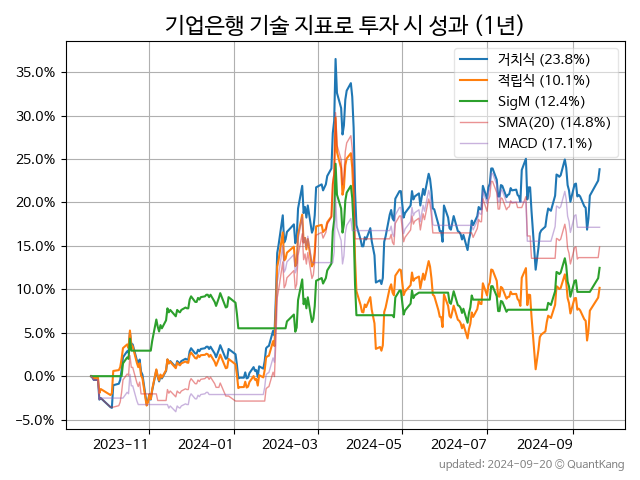 기업은행 기술 지표로 투자 시 성과 (1년)
거치식 (23.8%)
적립식 (10.1%)
SigM (12.4%)
SMA(20) (14.8%)
MACD (17.1%)
35.0%
30.0%
25.0%
20.0%
15.0%
10.0%
5.0%
0.0%
−5.0%
2023-11 2024-01 2024-03 2024-05 2024-07 2024-09
updated: 2024-09-20 © QuantKang